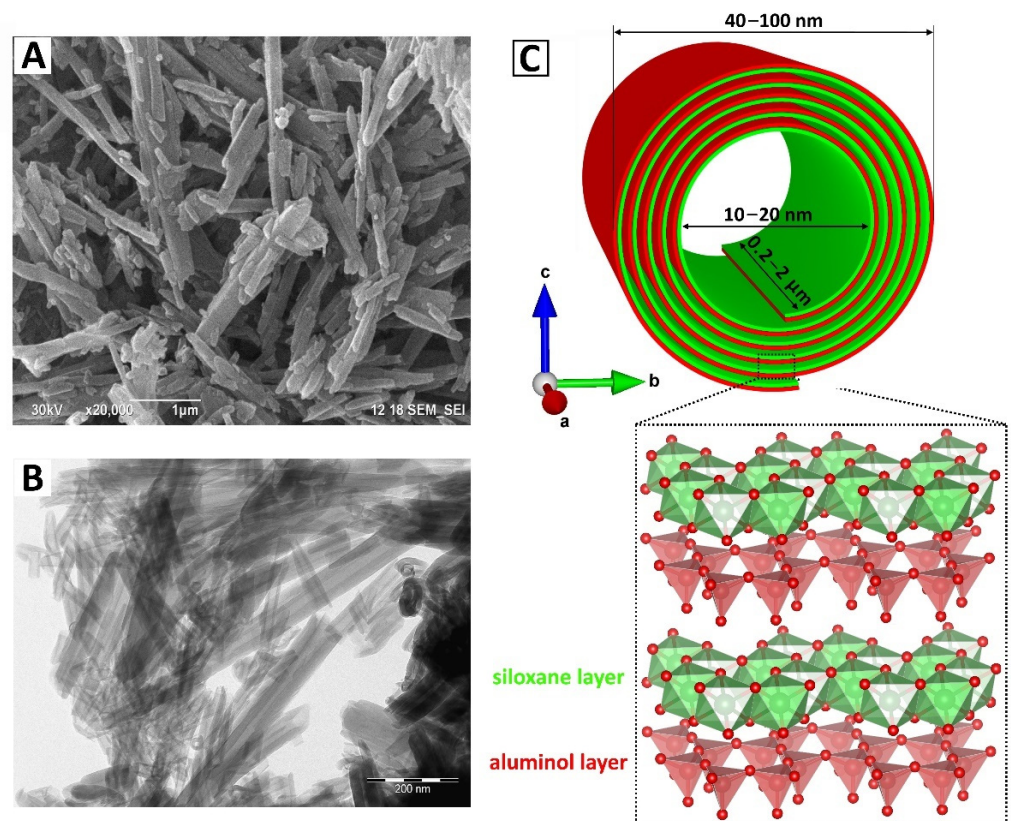 A
30kV x20,000 1µm 12 18 SEM_SEI
B
200 nm
C
40–100 nm
10–20 nm
0.2–2 µm
c
b
a
siloxane layer
aluminol layer